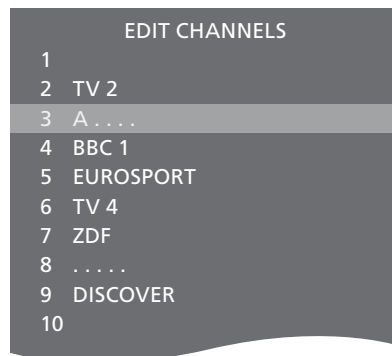 EDIT CHANNELS
1
2 TV 2
3 A . . . .
4 BBC 1
5 EUROSPORT
6 TV 4
7 ZDF
8 . . . . .
9 DISCOVER
10